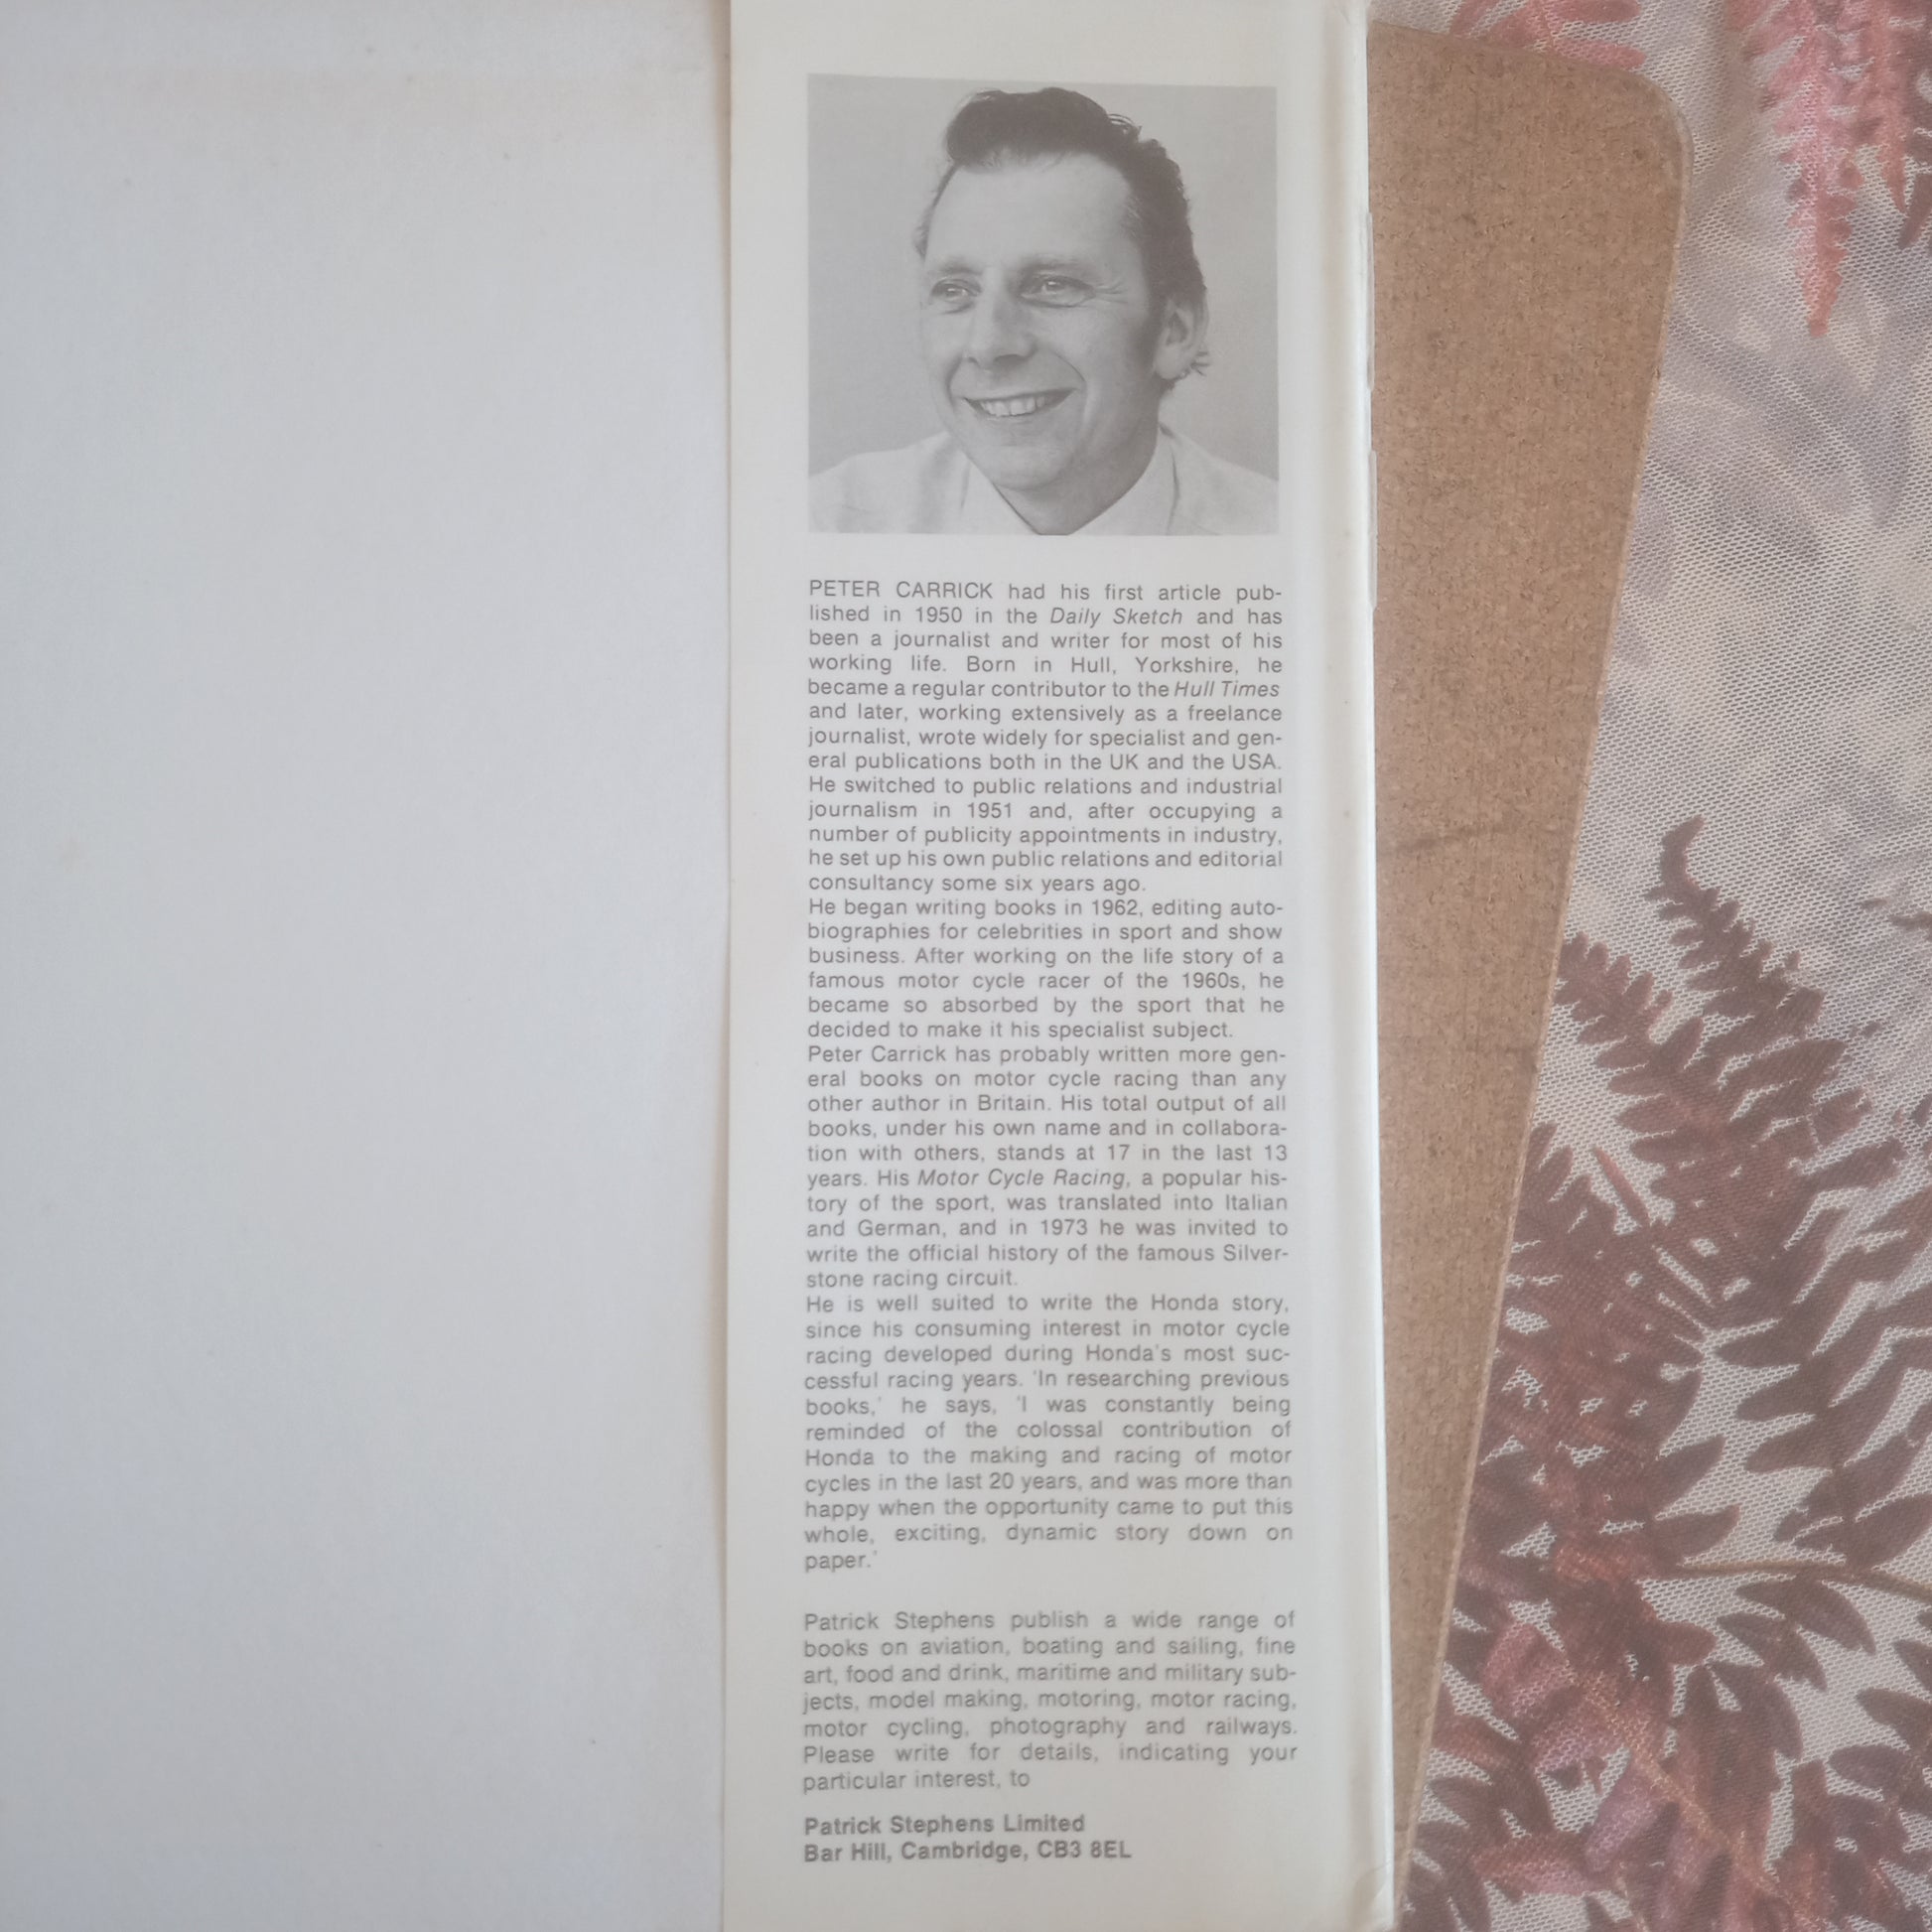 PETER CARRICK had his first article pub-
lished in 1950 in the Daily Sketch and has
been a journalist and writer for most of his
working life. Born in Hull, Yorkshire, he
became a regular contributor to the Hull Times
and later, working extensively as a freelance
journalist, wrote widely for specialist and gen-
eral publications both in the UK and the USA.
He switched to public relations and industrial
journalism in 1951 and, after occupying a
number of publicity appointments in industry,
he set up his own public relations and editorial
consultancy some six years ago.
He began writing books in 1962, editing auto-
biographies for celebrities in sport and show
business. After working on the life story of a
famous motor cycle racer of the 1960s, he
became so absorbed by the sport that he
decided to make it his specialist subject.
Peter Carrick has probably written more gen-
eral books on motor cycle racing than any
other author in Britain. His total output of all
books, under his own name and in collabora-
tion with others, stands at 17 in the last 13
years. His Motor Cycle Racing, a popular his-
tory of the sport, was translated into Italian
and German, and in 1973 he was invited to
write the official history of the famous Silver-
stone racing circuit.
He is well suited to write the Honda story,
since his consuming interest in motor cycle
racing developed during Honda's most suc-
cessful racing years. 'In researching previous
books,' he says, 'I was constantly being
reminded of the colossal contribution of
Honda to the making and racing of motor
cycles in the last 20 years, and was more than
happy when the opportunity came to put this
whole, exciting, dynamic story down on
paper.'
Patrick Stephens publish a wide range of
books on aviation, boating and sailing, fine
art, food and drink, maritime and military sub-
jects, model making, motoring, motor racing,
motor cycling, photography and railways.
Please write for details, indicating your
particular interest, to
Patrick Stephens Limited
Bar Hill, Cambridge, CB3 8EL